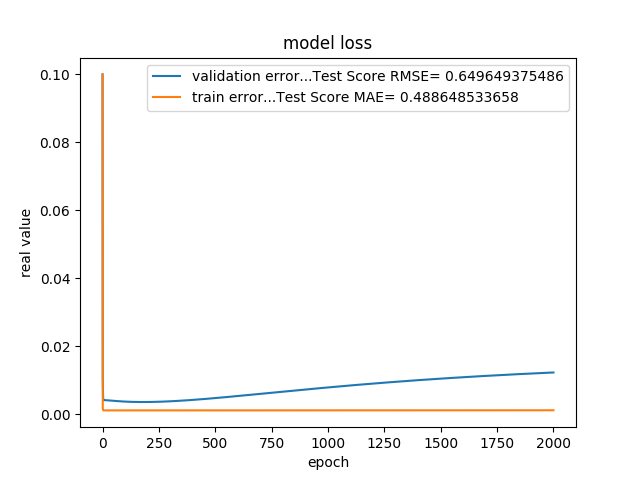 model loss
validation error...Test Score RMSE= 0.649649375486
train error...Test Score MAE= 0.488648533658
0.10
0.08
0.06
0.04
0.02
0.00
real value
0 250 500 750 1000 1250 1500 1750 2000
epoch